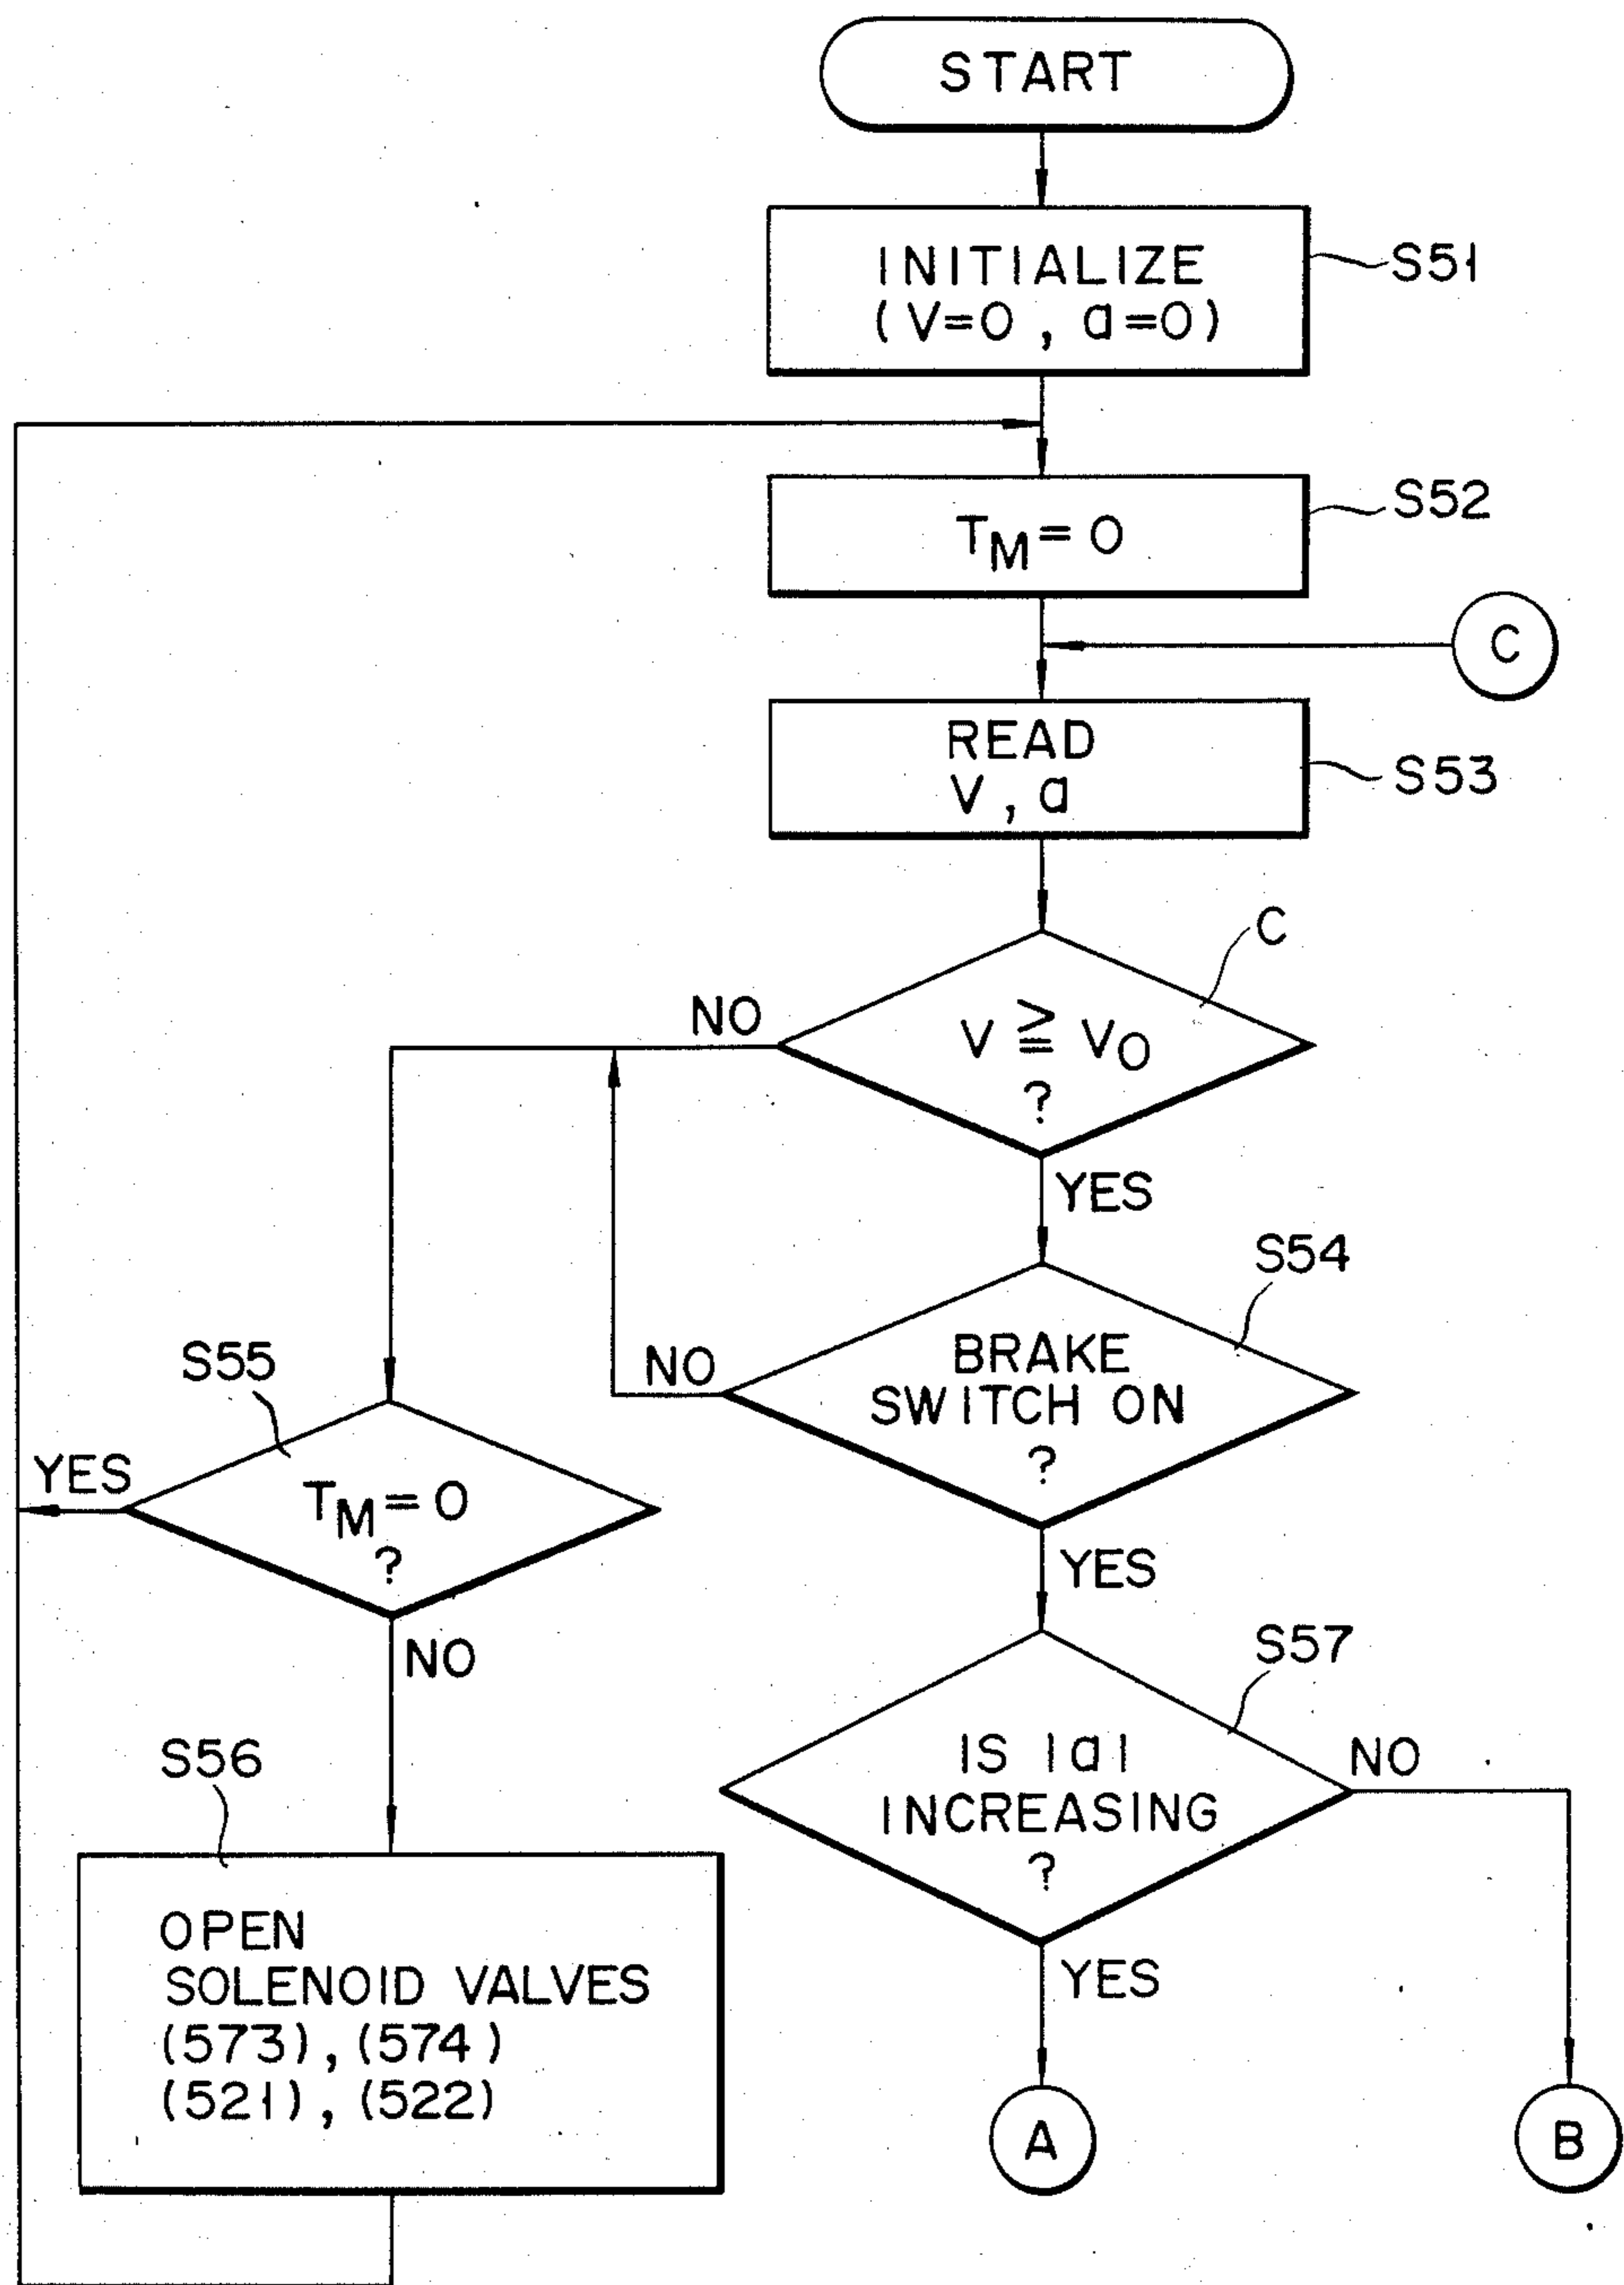 START
INITIALIZE
(V=0, a=0)
S51
TM=0
S52
C
READ
V, a
S53
C
V ≧ V0
?
NO
YES
S54
BRAKE
SWITCH ON
?
NO
YES
S55
TM=0
?
YES
NO
S57
IS |a|
INCREASING
?
NO
YES
S56
OPEN
SOLENOID VALVES
(573), (574)
(521), (522)
A
B